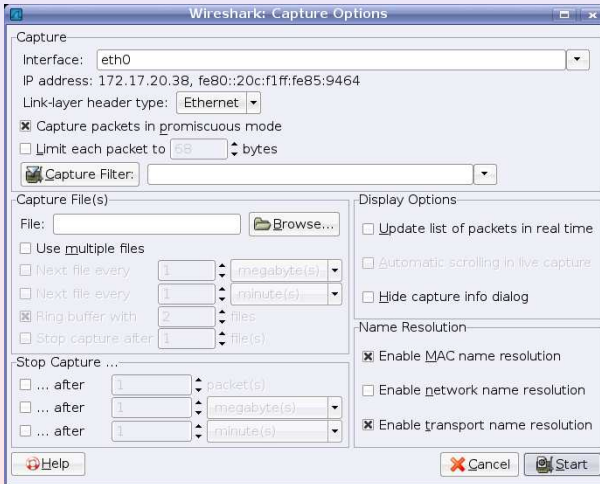 Wireshark: Capture Options
Capture
Interface: eth0
IP address: 172.17.20.38, fe80::20c:f1ff:fe85:9464
Link-layer header type: Ethernet
Capture packets in promiscuous mode
Limit each packet to 68 bytes
Capture Filter:
Capture File(s)
File: Browse...
Use multiple files
Next file every 1 megabyte(s)
Next file every 1 minute(s)
Ring buffer with 2 files
Stop capture after 1 file(s)
Stop Capture ...
... after 1 packet(s)
... after 1 megabyte(s)
... after 1 minute(s)
Display Options
Update list of packets in real time
Automatic scrolling in live capture
Hide capture info dialog
Name Resolution
Enable MAC name resolution
Enable network name resolution
Enable transport name resolution
Help
Cancel
Start